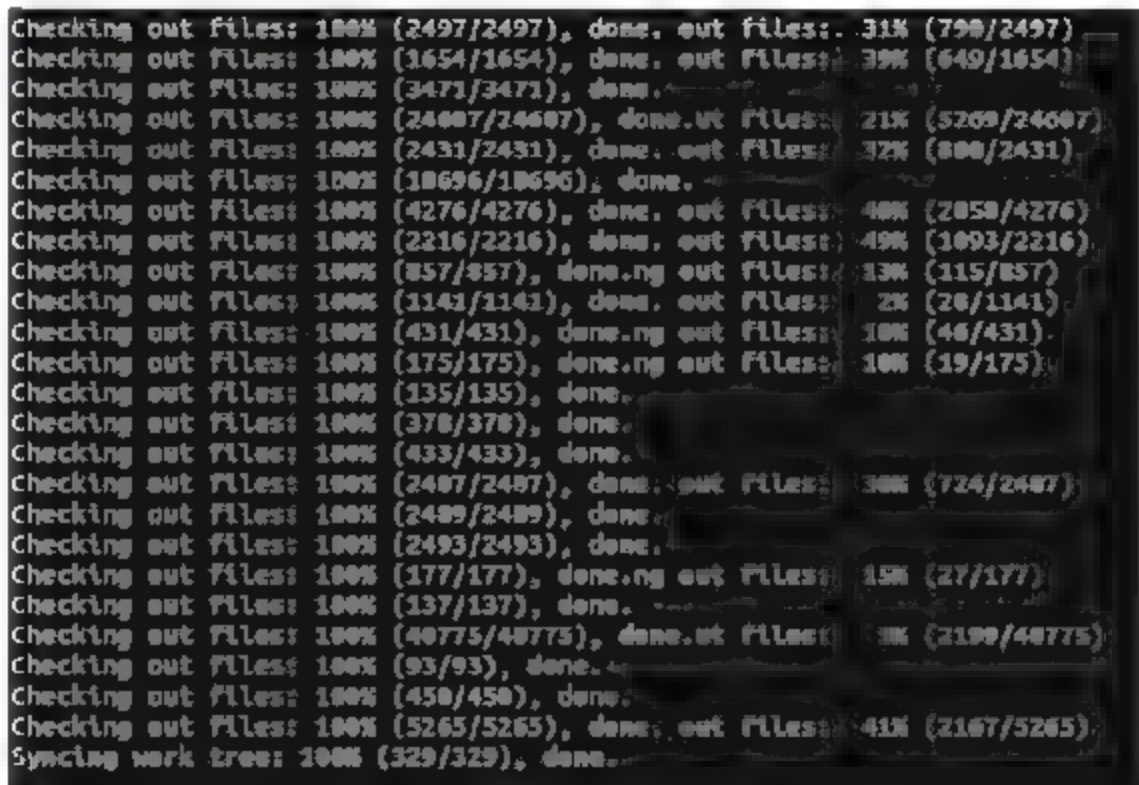 Checking out files: 100% (2497/2497), done. out files: 31% (790/2497)
Checking out files: 100% (1654/1654), done. out files: 39% (649/1654)
Checking out files: 100% (3471/3471), done.
Checking out files: 100% (24607/24607), done.ut files: 21% (5269/24607)
Checking out files: 100% (2431/2431), done. out files: 32% (800/2431)
Checking out files: 100% (10696/10696), done.
Checking out files: 100% (4276/4276), done. out files: 48% (2058/4276)
Checking out files: 100% (2216/2216), done. out files: 49% (1093/2216)
Checking out files: 100% (857/857), done.ng out files: 13% (115/857)
Checking out files: 100% (1141/1141), done. out files: 2% (26/1141)
Checking out files: 100% (431/431), done.ng out files: 10% (46/431)
Checking out files: 100% (175/175), done.ng out files: 10% (19/175)
Checking out files: 100% (135/135), done.
Checking out files: 100% (378/378), done.
Checking out files: 100% (433/433), done.
Checking out files: 100% (2407/2407), done. out files: 30% (724/2407)
Checking out files: 100% (2489/2489), done.
Checking out files: 100% (2493/2493), done.
Checking out files: 100% (177/177), done.ng out files: 15% (27/177)
Checking out files: 100% (137/137), done.
Checking out files: 100% (40775/40775), done.ut files: (2199/40775)
Checking out files: 100% (93/93), done.
Checking out files: 100% (450/450), done.
Checking out files: 100% (5265/5265), done. out files: 41% (2167/5265)
Syncing work tree: 100% (329/329), done.